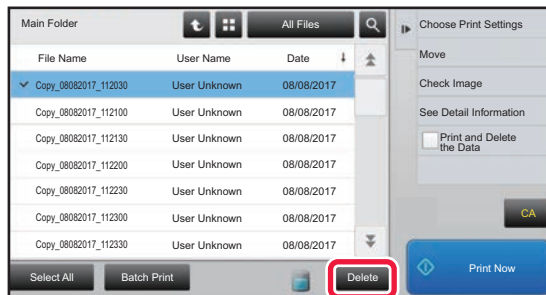 Main Folder
All Files
File Name User Name Date
Copy_08082017_112030 User Unknown 08/08/2017
Copy_08082017_112100 User Unknown 08/08/2017
Copy_08082017_112130 User Unknown 08/08/2017
Copy_08082017_112200 User Unknown 08/08/2017
Copy_08082017_112230 User Unknown 08/08/2017
Copy_08082017_112300 User Unknown 08/08/2017
Copy_08082017_112330 User Unknown 08/08/2017
Select All Batch Print Delete
Choose Print Settings
Move
Check Image
See Detail Information
Print and Delete
the Data
CA
Print Now